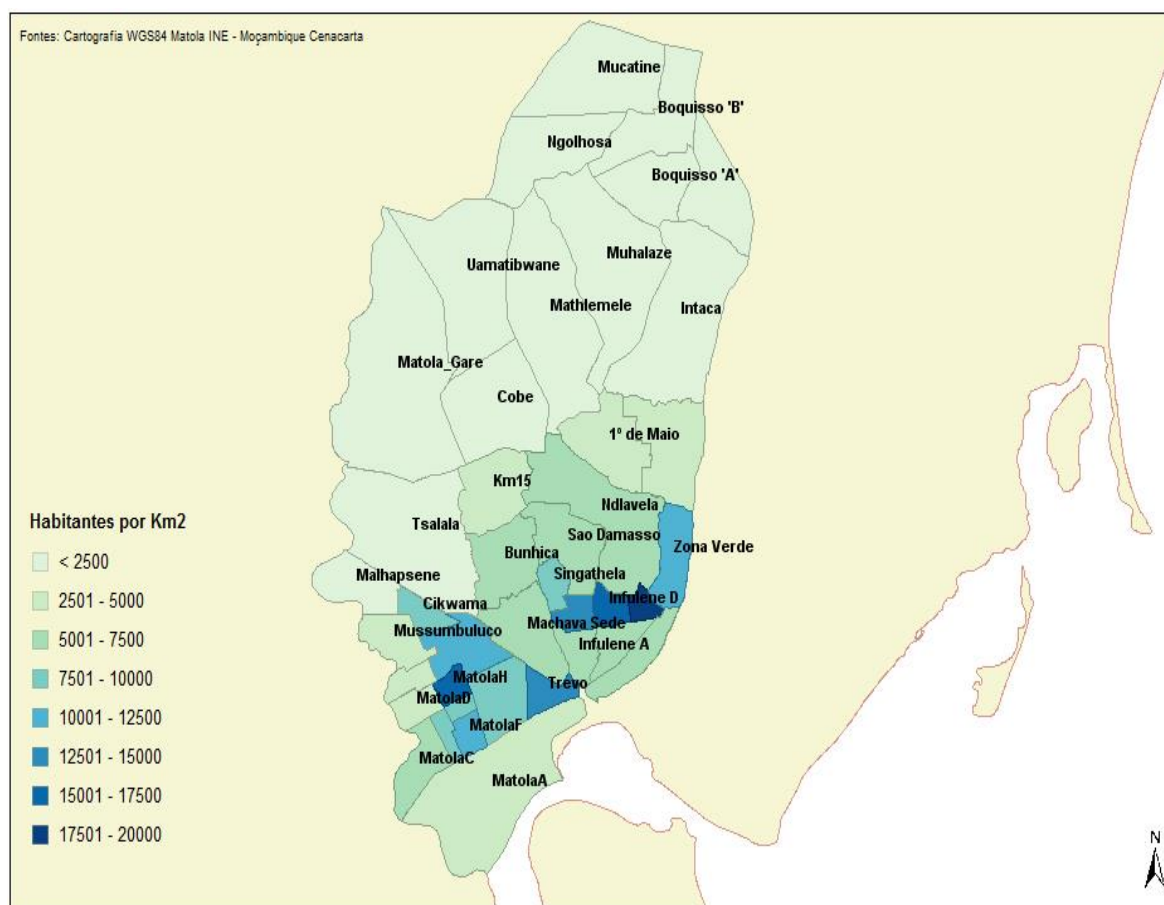 Fontes: Cartografia WGS84 Matola INE - Moçambique Cenacarta
Mucatine
Boquisso 'B'
Ngolhosa
Boquisso 'A'
Muhalaze
Uamatibwane
Mathlemele
Intaca
Matola_Gare
Cobe
1º de Maio
Km15
Ndlavela
Tsalala
Sao Damasso
Zona Verde
Bunhica
Singathela
Malhapsene
Infulene D
Cikwama
Machava Sede
Mussumbuluco
Infulene A
MatolaH
Trevo
MatolaD
MatolaF
MatolaC
MatolaA
Habitantes por Km2
< 2500
2501 - 5000
5001 - 7500
7501 - 10000
10001 - 12500
12501 - 15000
15001 - 17500
17501 - 20000
N